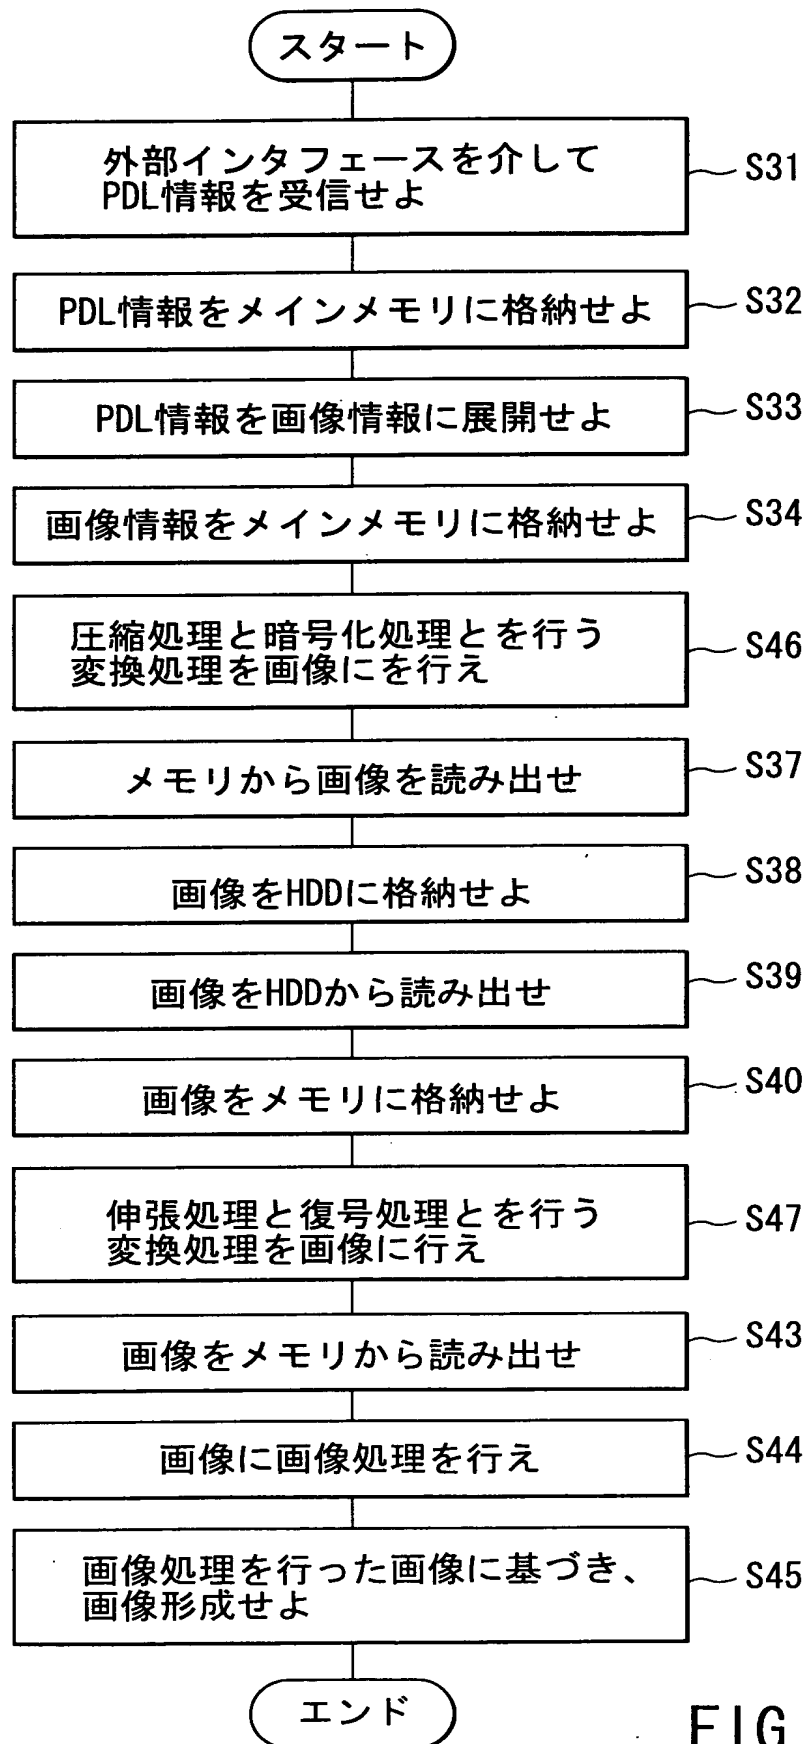 スタート
外部インタフェースを介して
PDL情報を受信せよ
S31
PDL情報をメインメモリに格納せよ
S32
PDL情報を画像情報に展開せよ
S33
画像情報をメインメモリに格納せよ
S34
圧縮処理と暗号化処理とを行う
変換処理を画像にを行え
S46
メモリから画像を読み出せ
S37
画像をHDDに格納せよ
S38
画像をHDDから読み出せ
S39
画像をメモリに格納せよ
S40
伸張処理と復号処理とを行う
変換処理を画像に行え
S47
画像をメモリから読み出せ
S43
画像に画像処理を行え
S44
画像処理を行った画像に基づき、
画像形成せよ
S45
エンド
FIG